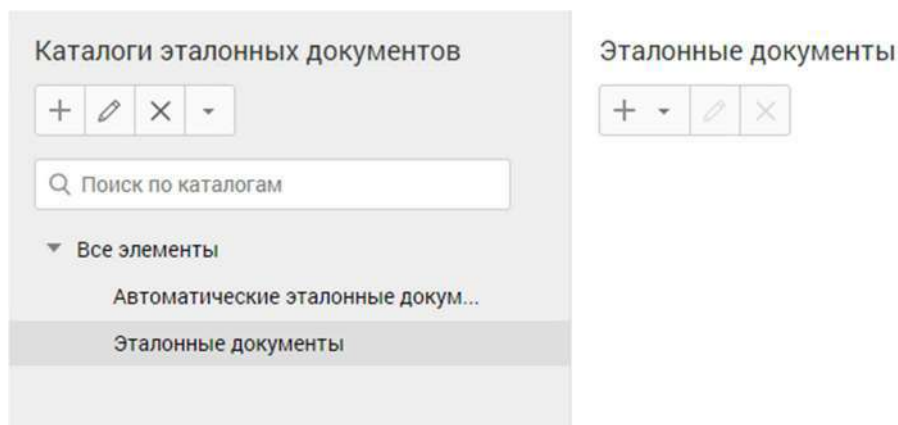 Каталоги эталонных документов
Поиск по каталогам
Все элементы
Автоматические эталонные докум...
Эталонные документы
Эталонные документы